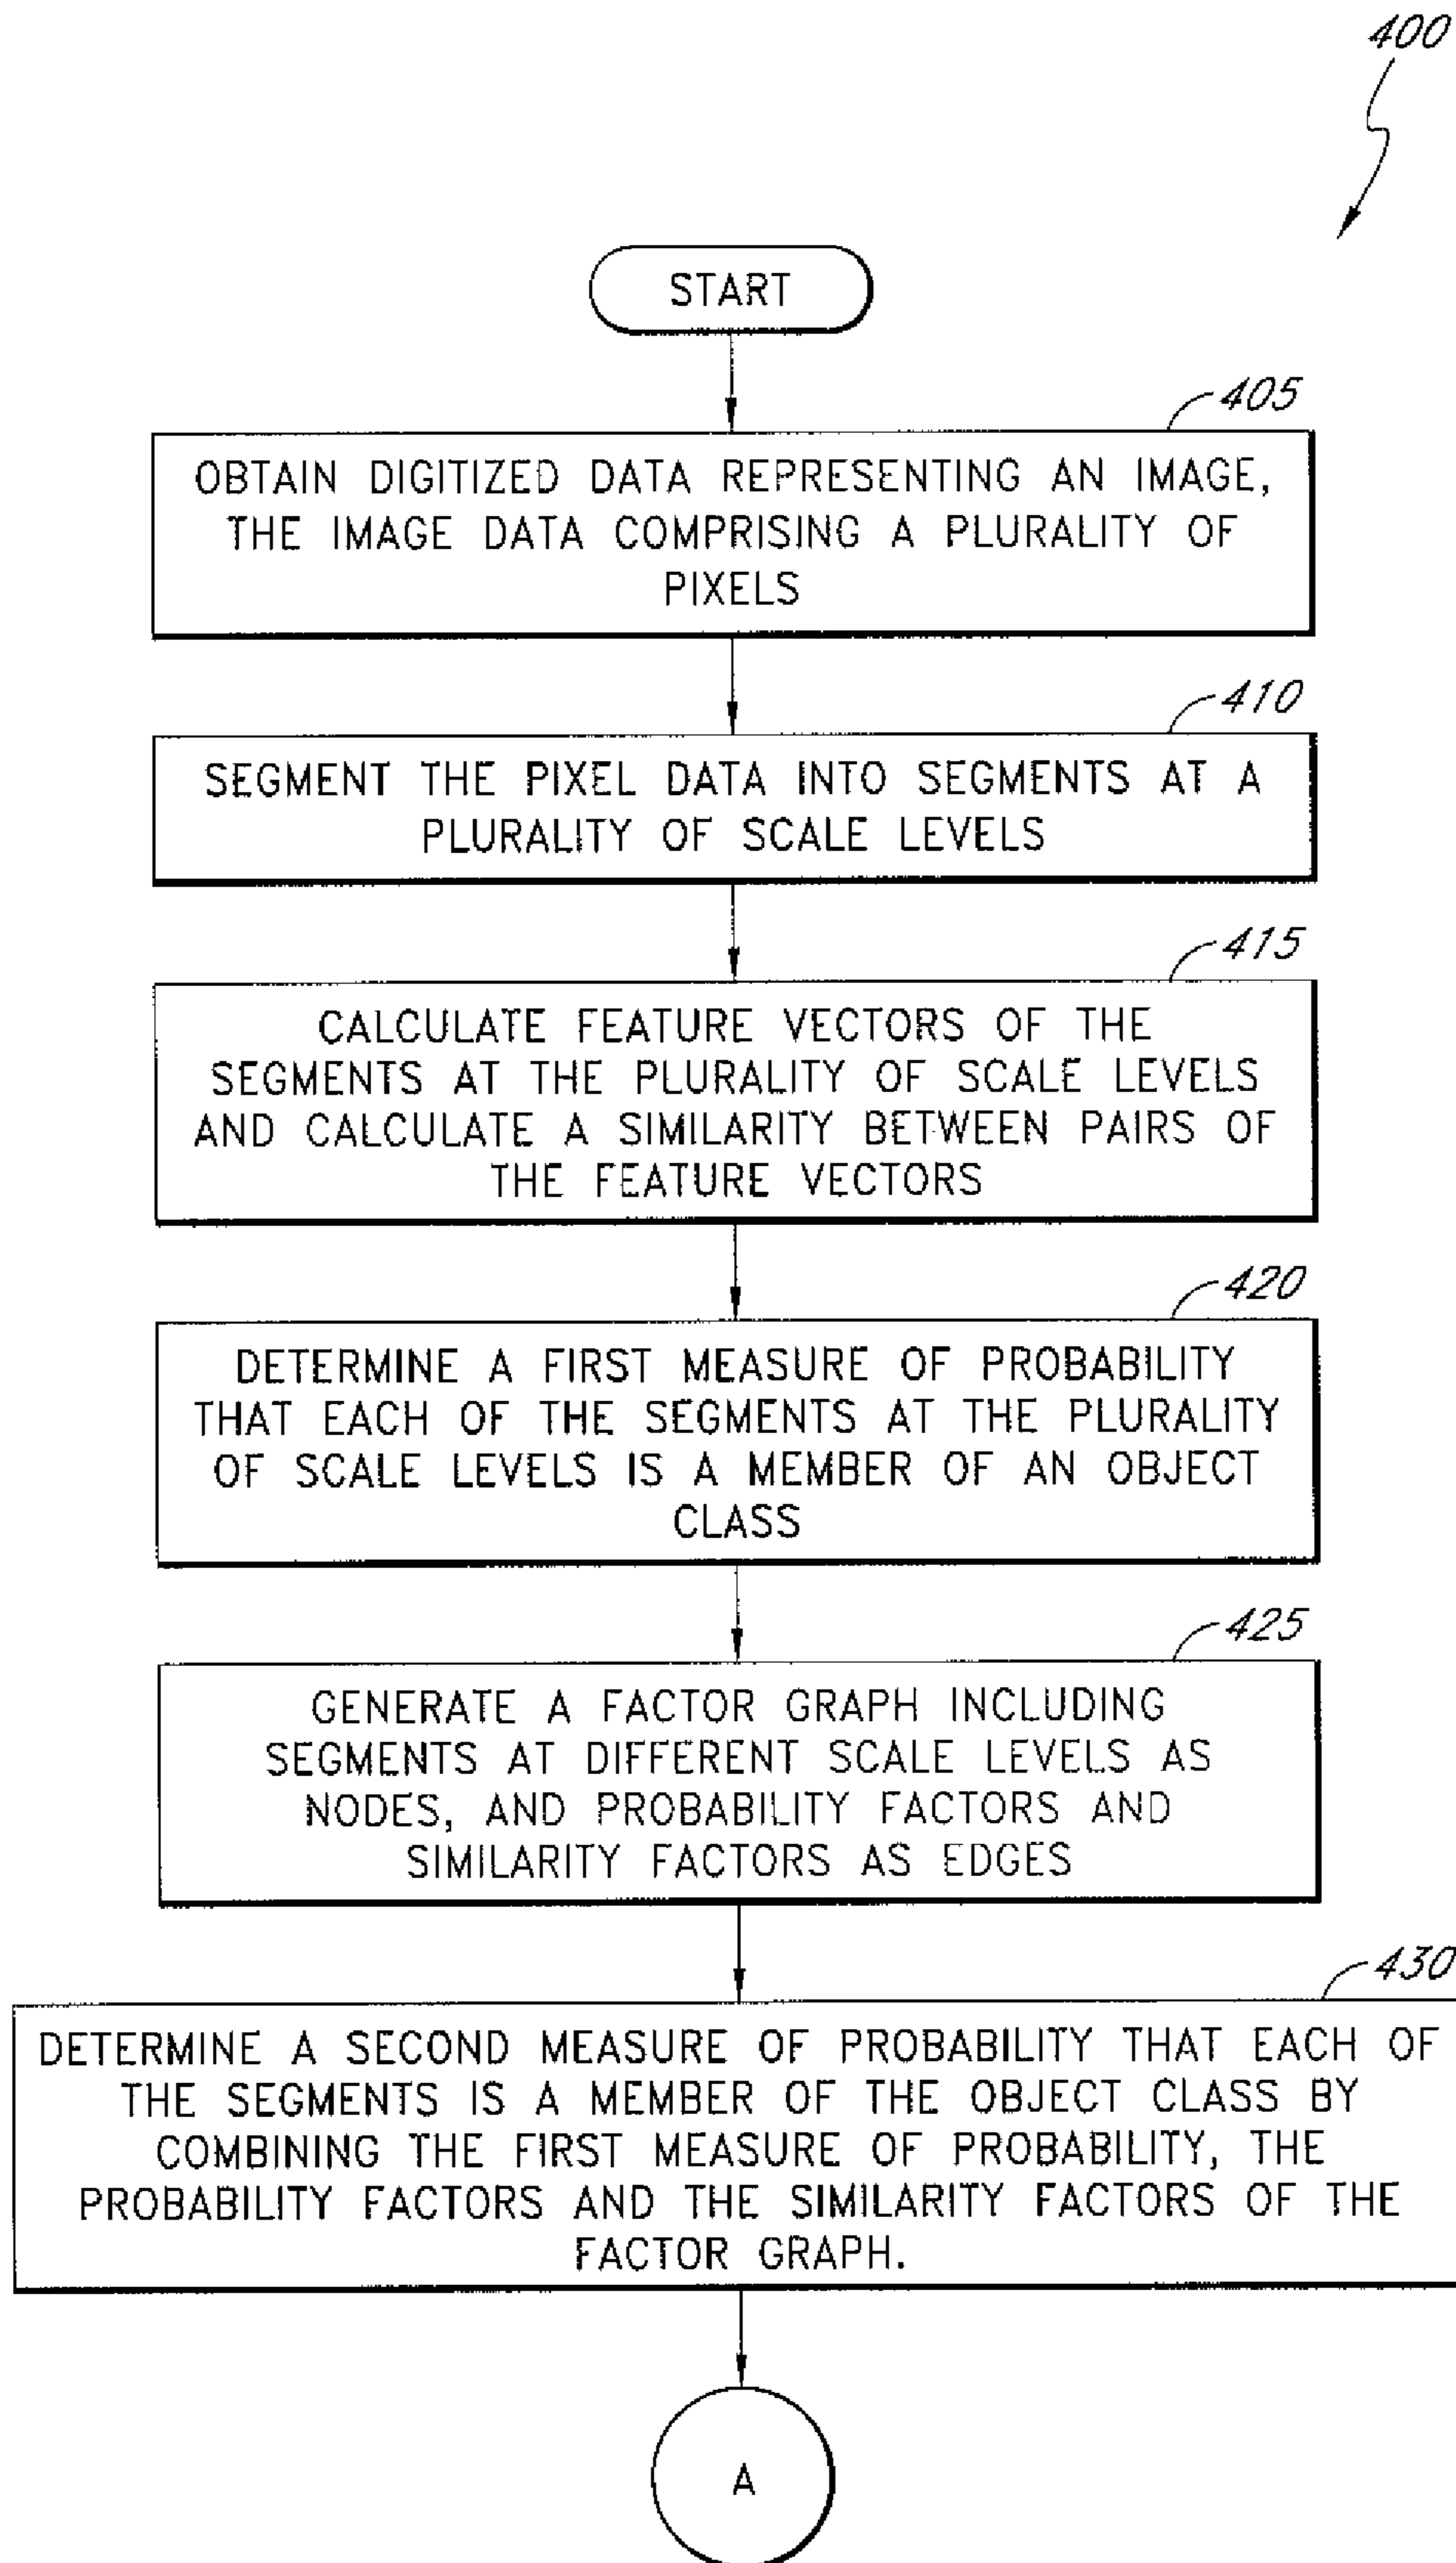 400
START
405
OBTAIN DIGITIZED DATA REPRESENTING AN IMAGE,
THE IMAGE DATA COMPRISING A PLURALITY OF
PIXELS
410
SEGMENT THE PIXEL DATA INTO SEGMENTS AT A
PLURALITY OF SCALE LEVELS
415
CALCULATE FEATURE VECTORS OF THE
SEGMENTS AT THE PLURALITY OF SCALE LEVELS
AND CALCULATE A SIMILARITY BETWEEN PAIRS OF
THE FEATURE VECTORS
420
DETERMINE A FIRST MEASURE OF PROBABILITY
THAT EACH OF THE SEGMENTS AT THE PLURALITY
OF SCALE LEVELS IS A MEMBER OF AN OBJECT
CLASS
425
GENERATE A FACTOR GRAPH INCLUDING
SEGMENTS AT DIFFERENT SCALE LEVELS AS
NODES, AND PROBABILITY FACTORS AND
SIMILARITY FACTORS AS EDGES
430
DETERMINE A SECOND MEASURE OF PROBABILITY THAT EACH OF
THE SEGMENTS IS A MEMBER OF THE OBJECT CLASS BY
COMBINING THE FIRST MEASURE OF PROBABILITY, THE
PROBABILITY FACTORS AND THE SIMILARITY FACTORS OF THE
FACTOR GRAPH.
A